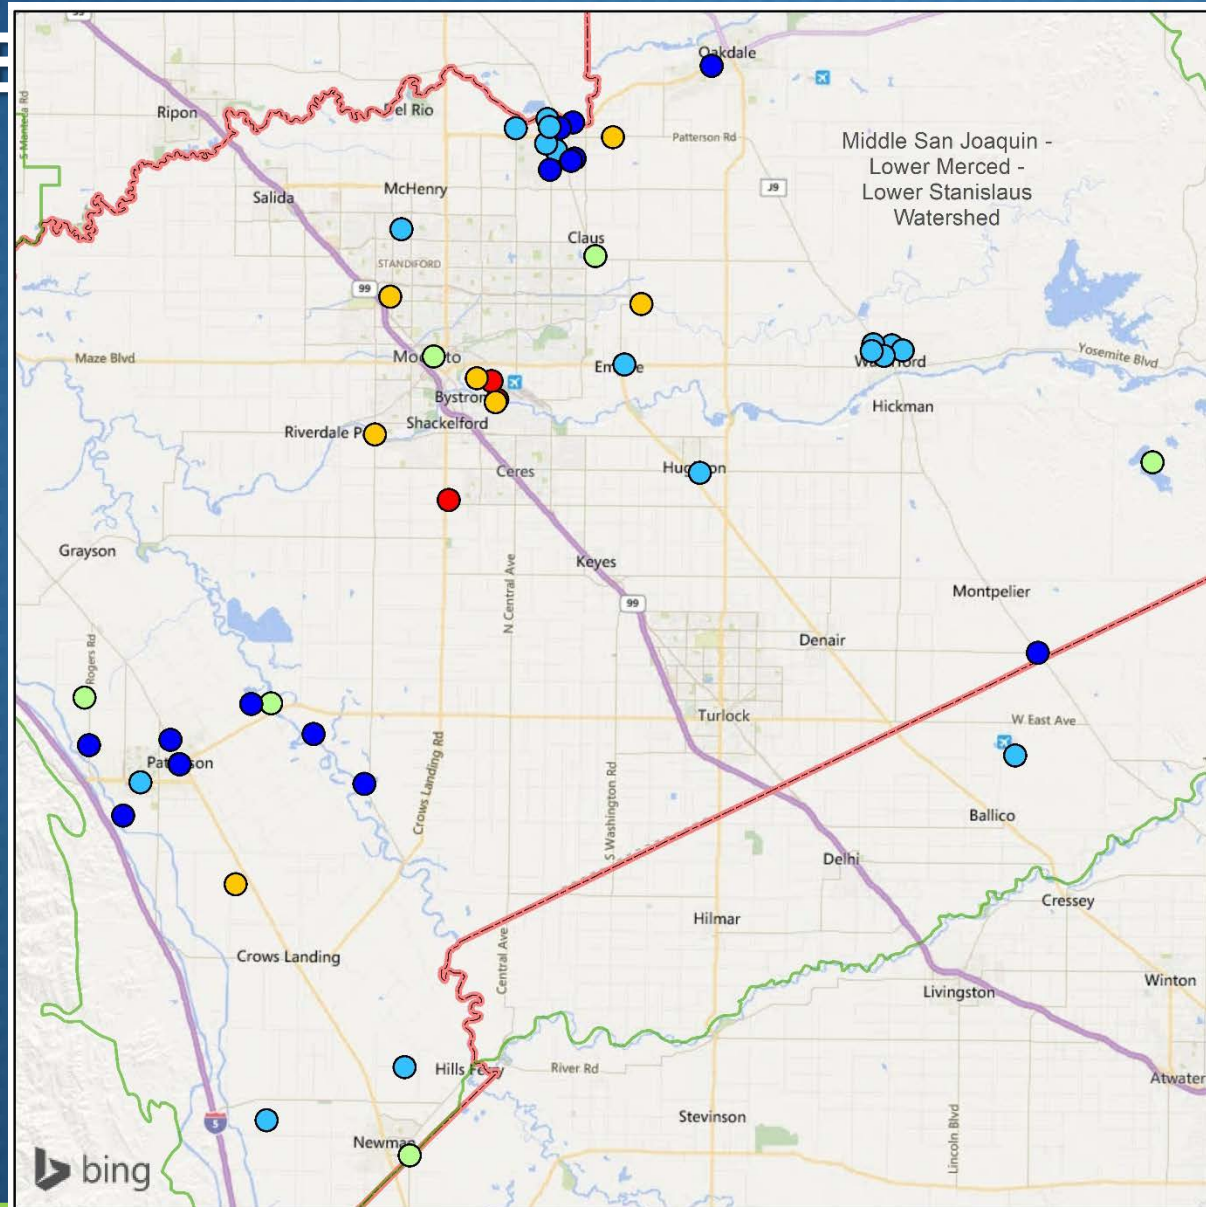 Oakdale
Ripon
Del Rio
S Manteca Rd
Patterson Rd
Middle San Joaquin -
Lower Merced -
Lower Stanislaus
Watershed
J9
McHenry
Salida
Claus
STANDIFORD
99
Maze Blvd
Yosemite Blvd
Hickman
Shackelford
Ceres
Grayson
Keyes
N Central Ave
99
Montpelier
Denair
Rogers Rd
Turlock
W East Ave
Crows Landing Rd
S Washington Rd
Ballico
Delhi
Cressey
Hilmar
Crows Landing
Central Ave
Winton
Livingston
River Rd
Atwater
Stevinson
Lincoln Blvd
5
Newman
bing